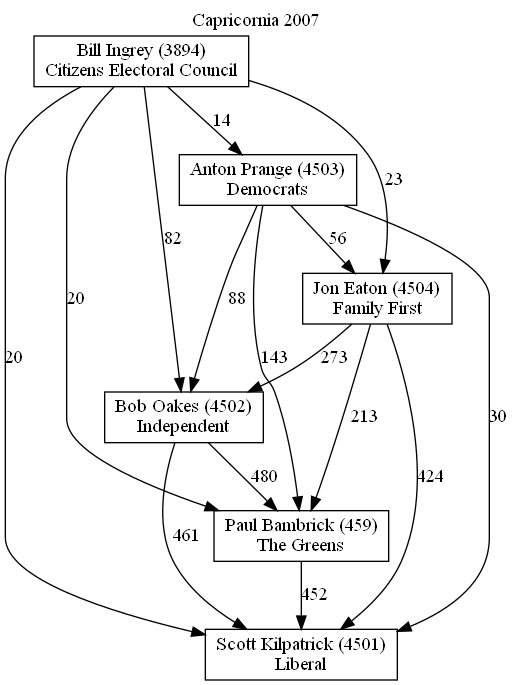 Capricornia 2007
Bill Ingrey (3894)
Citizens Electoral Council
14
Anton Prange (4503)
Democrats
23
82
56
Jon Eaton (4504)
Family First
20
88
20
143
273
213
30
Bob Oakes (4502)
Independent
480
424
461
Paul Bambrick (459)
The Greens
452
Scott Kilpatrick (4501)
Liberal